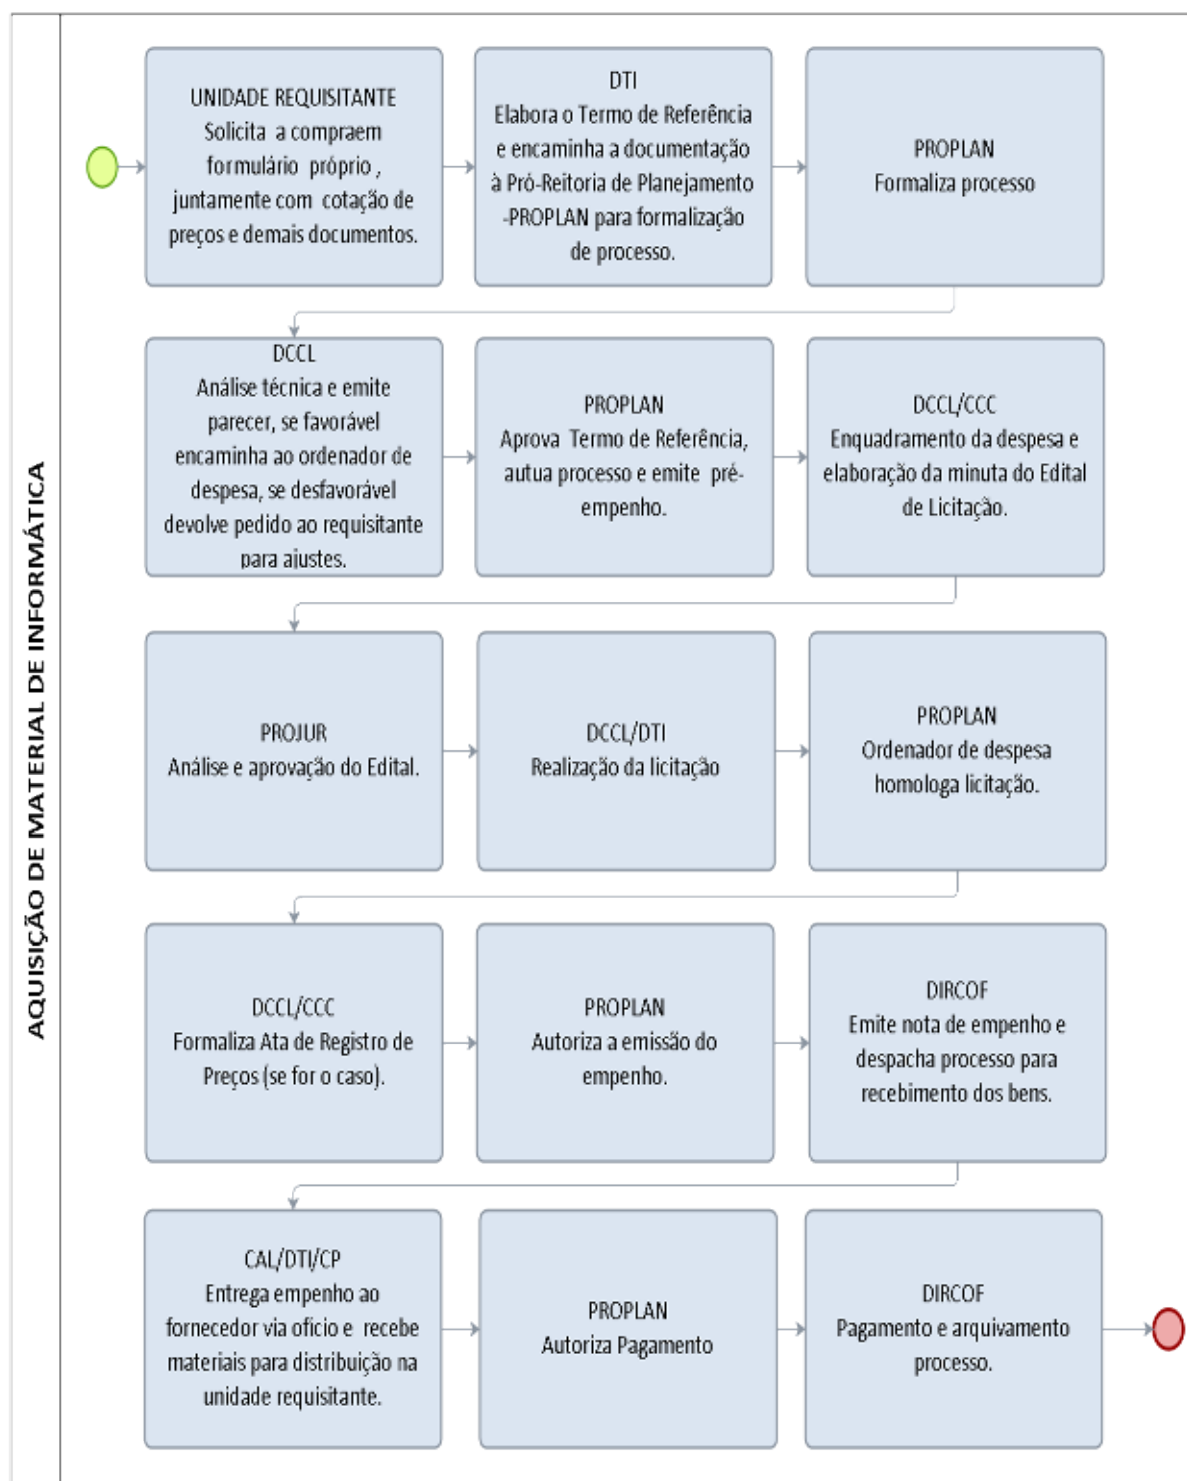 AQUISIÇÃO DE MATERIAL DE INFORMÁTICA
UNIDADE REQUISITANTE
Solicita a compraem
formulário próprio ,
juntamente com cotação de
preços e demais documentos.
DTI
Elabora o Termo de Referência
e encaminha a documentação
à Pró-Reitoria de Planejamento
-PROPLAN para formalização
de processo.
PROPLAN
Formaliza processo
DCCL
Análise técnica e emite
parecer, se favorável
encaminha ao ordenador de
despesa, se desfavorável
devolve pedido ao requisitante
para ajustes.
PROPLAN
Aprova Termo de Referência,
autua processo e emite pré-
empenho.
DCCL/CCC
Enquadramento da despesa e
elaboração da minuta do Edital
de Licitação.
PROJUR
Análise e aprovação do Edital.
DCCL/DTI
Realização da licitação
PROPLAN
Ordenador de despesa
homologa licitação.
DCCL/CCC
Formaliza Ata de Registro de
Preços (se for o caso).
PROPLAN
Autoriza a emissão do
empenho.
DIRCOF
Emite nota de empenho e
despacha processo para
recebimento dos bens.
CAL/DTI/CP
Entrega empenho ao
fornecedor via ofício e recebe
materiais para distribuição na
unidade requisitante.
PROPLAN
Autoriza Pagamento
DIRCOF
Pagamento e arquivamento
processo.